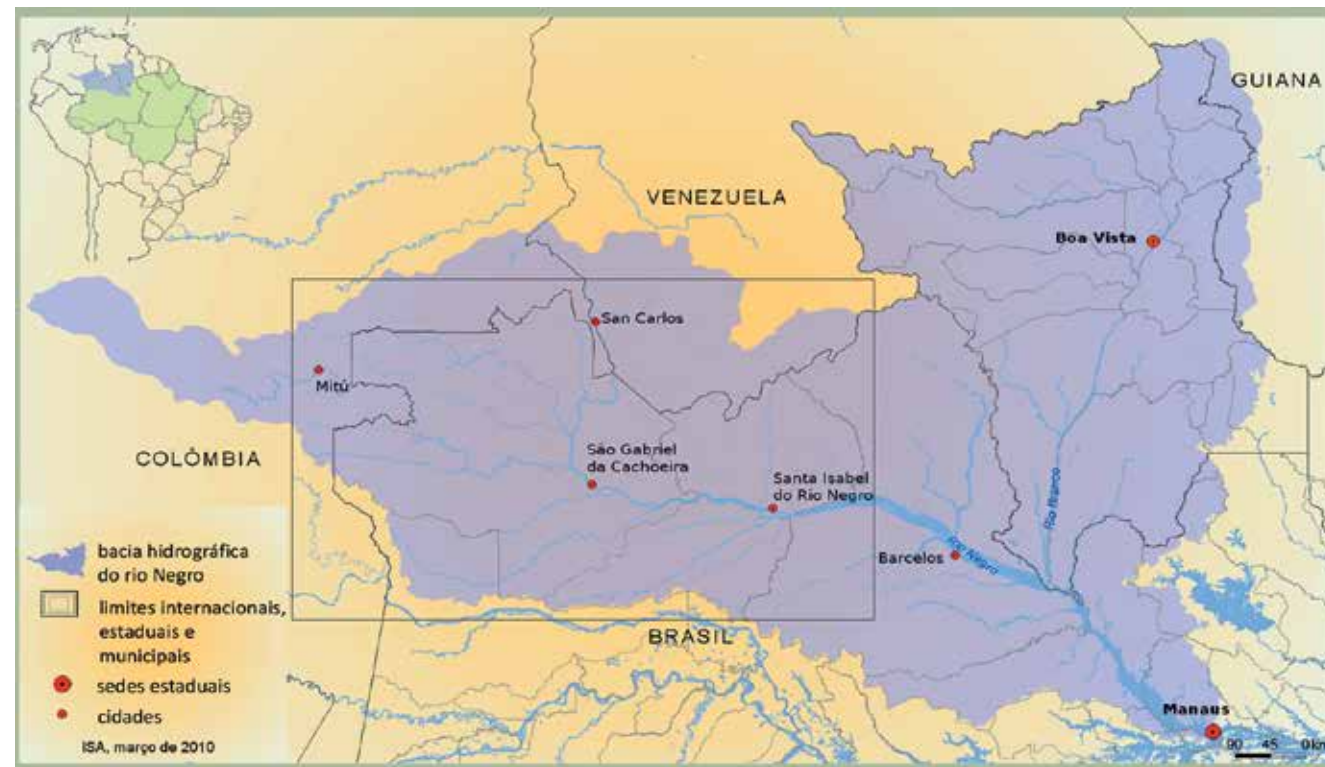 GUIANA
VENEZUELA
Boa Vista
San Carlos
Mitú
COLÔMBIA
São Gabriel
da Cachoeira
Santa Isabel
do Rio Negro
Rio Branco
Rio Negro
Barcelos
BRASIL
Manaus
bacia hidrográfica
do rio Negro
limites internacionais,
estaduais e
municipais
sedes estaduais
cidades
ISA, março de 2010
90 45 0 km